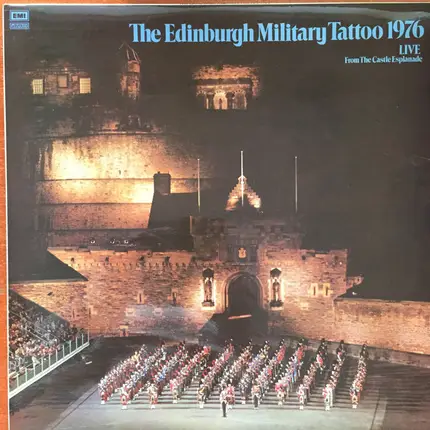 EMI
The Edinburgh Military Tattoo 1976
LIVE
From The Castle Esplanade